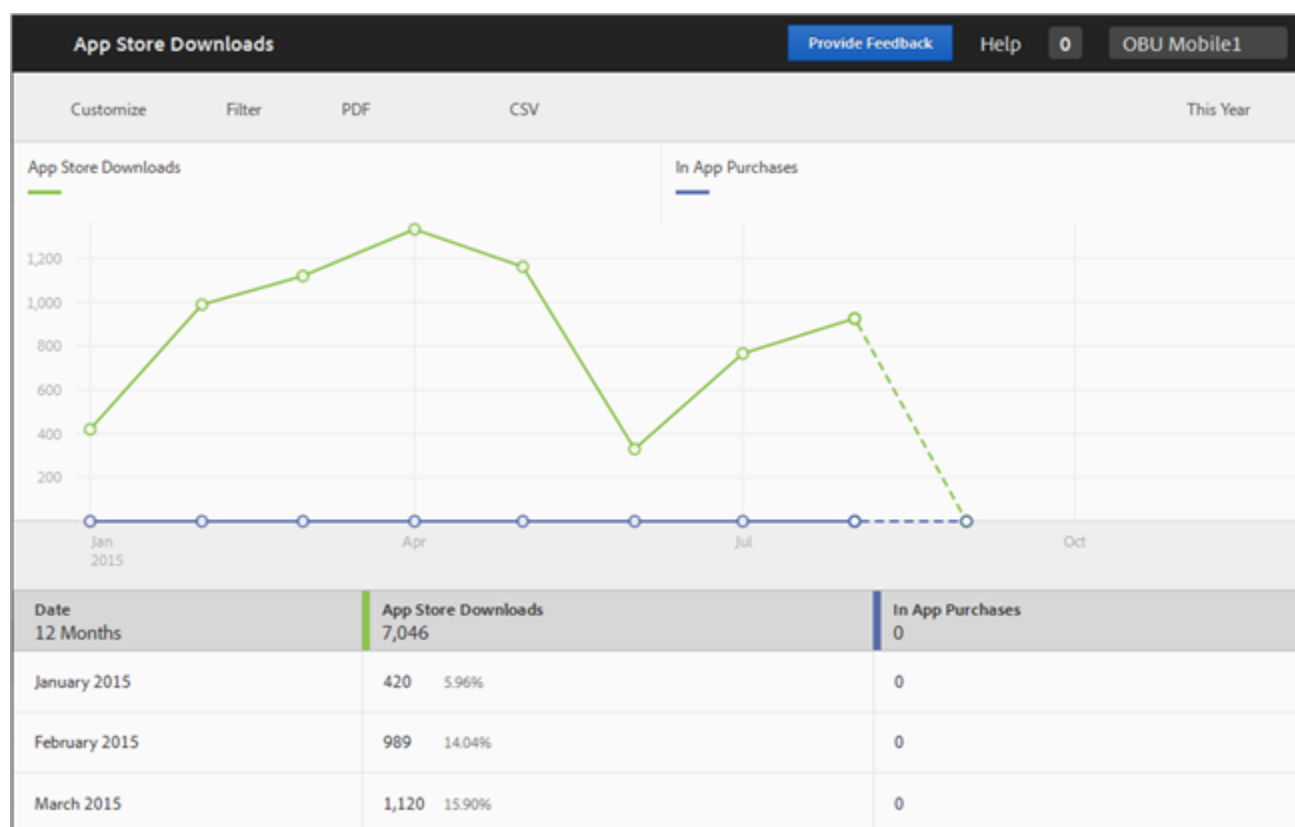 App Store Downloads
Provide Feedback
Help
0
OBU Mobile1
Customize
Filter
PDF
CSV
This Year
App Store Downloads
In App Purchases
1,200
1,000
800
600
400
200
Jan
2015
Apr
Jul
Oct
Date
12 Months
App Store Downloads
7,046
In App Purchases
0
January 2015
420
5.96%
0
February 2015
989
14.04%
0
March 2015
1,120
15.90%
0